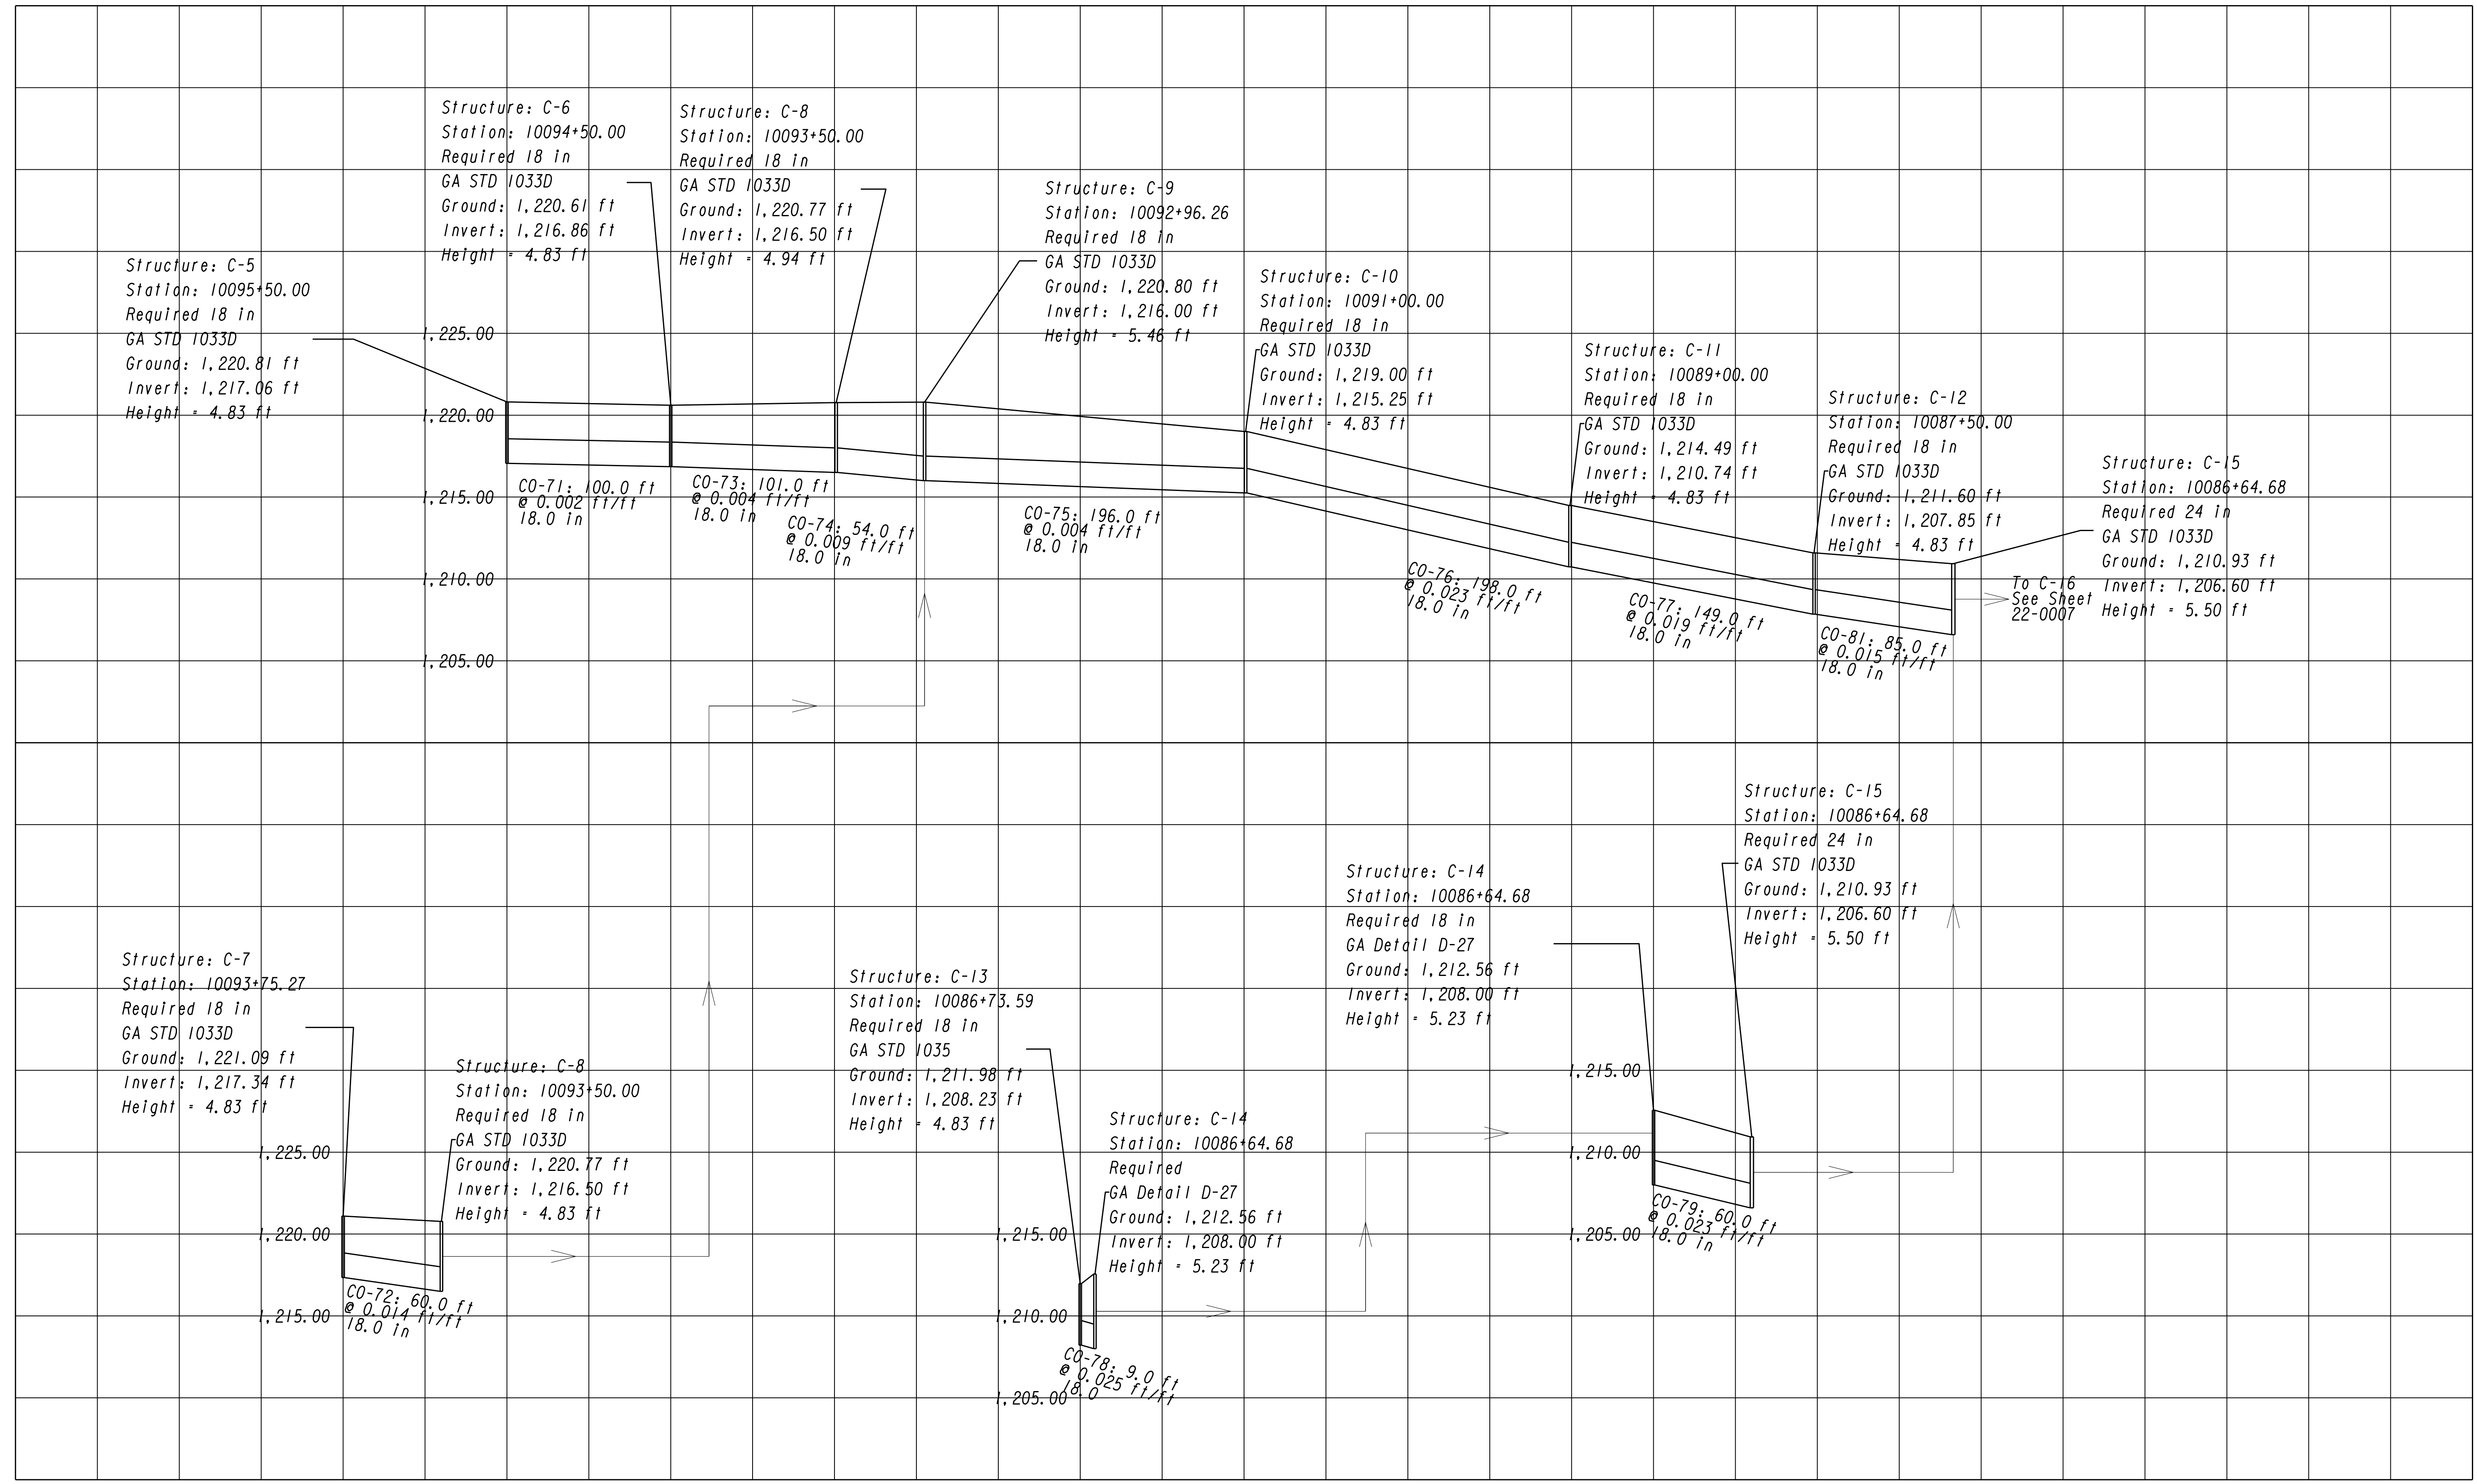 Structure: C-5
Station: 10095+50.00
Required 18 in
GA STD 1033D
Ground: 1,220.81 ft
Invert: 1,217.06 ft
Height = 4.83 ft
Structure: C-6
Station: 10094+50.00
Required 18 in
GA STD 1033D
Ground: 1,220.61 ft
Invert: 1,216.86 ft
Height = 4.83 ft
Structure: C-8
Station: 10093+50.00
Required 18 in
GA STD 1033D
Ground: 1,220.77 ft
Invert: 1,216.50 ft
Height = 4.94 ft
Structure: C-9
Station: 10092+96.26
Required 18 in
GA STD 1033D
Ground: 1,220.80 ft
Invert: 1,216.00 ft
Height = 5.46 ft
Structure: C-10
Station: 10091+00.00
Required 18 in
GA STD 1033D
Ground: 1,219.00 ft
Invert: 1,215.25 ft
Height = 4.83 ft
Structure: C-11
Station: 10089+00.00
Required 18 in
GA STD 1033D
Ground: 1,214.49 ft
Invert: 1,210.74 ft
Height = 4.83 ft
Structure: C-12
Station: 10087+50.00
Required 18 in
GA STD 1033D
Ground: 1,211.60 ft
Invert: 1,207.85 ft
Height = 4.83 ft
Structure: C-15
Station: 10086+64.68
Required 24 in
GA STD 1033D
Ground: 1,210.93 ft
Invert: 1,206.60 ft
Height = 5.50 ft
To C-16
See Sheet
22-0007
1,225.00
1,220.00
1,215.00
1,210.00
1,205.00
CO-71: 100.0 ft
@ 0.002 ft/ft
18.0 in
CO-73: 101.0 ft
@ 0.004 ft/ft
18.0 in
CO-74: 54.0 ft
@ 0.009 ft/ft
18.0 in
CO-75: 196.0 ft
@ 0.004 ft/ft
18.0 in
CO-76: 198.0 ft
@ 0.023 ft/ft
18.0 in
CO-77: 149.0 ft
@ 0.019 ft/ft
18.0 in
CO-81: 85.0 ft
@ 0.015 ft/ft
18.0 in
Structure: C-7
Station: 10093+75.27
Required 18 in
GA STD 1033D
Ground: 1,221.09 ft
Invert: 1,217.34 ft
Height = 4.83 ft
Structure: C-8
Station: 10093+50.00
Required 18 in
GA STD 1033D
Ground: 1,220.77 ft
Invert: 1,216.50 ft
Height = 4.83 ft
1,225.00
1,220.00
1,215.00
CO-72: 60.0 ft
@ 0.014 ft/ft
18.0 in
Structure: C-13
Station: 10086+73.59
Required 18 in
GA STD 1035
Ground: 1,211.98 ft
Invert: 1,208.23 ft
Height = 4.83 ft
Structure: C-14
Station: 10086+64.68
Required
GA Detail D-27
Ground: 1,212.56 ft
Invert: 1,208.00 ft
Height = 5.23 ft
1,215.00
1,210.00
1,205.00
CO-78: 9.0 ft
@ 0.025 ft/ft
18.0
Structure: C-14
Station: 10086+64.68
Required 18 in
GA Detail D-27
Ground: 1,212.56 ft
Invert: 1,208.00 ft
Height = 5.23 ft
Structure: C-15
Station: 10086+64.68
Required 24 in
GA STD 1033D
Ground: 1,210.93 ft
Invert: 1,206.60 ft
Height = 5.50 ft
1,215.00
1,210.00
1,205.00
CO-79: 60.0 ft
@ 0.023 ft/ft
18.0 in